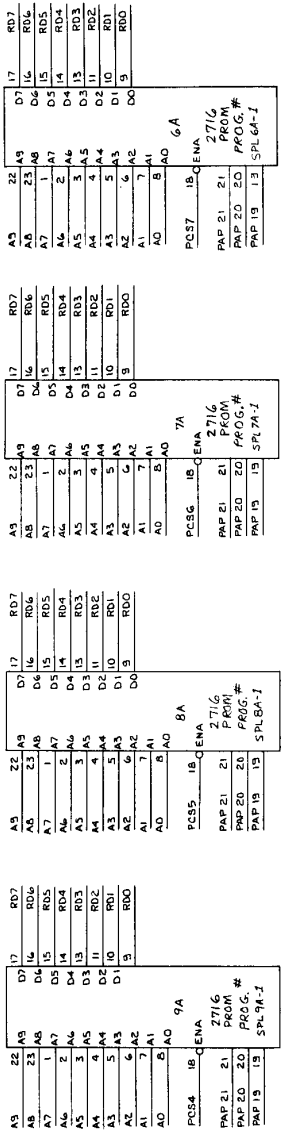 A9 22 A9 D7 17 RD7
A8 23 A8 D6 16 RD6
A7 1 A7 D5 15 RD5
A6 2 A6 D4 14 RD4
A5 3 A5 D3 13 RD3
A4 4 A4 D2 11 RD2
A3 5 A3 D1 10 RD1
A2 6 A2 9 RD0
A1 7 A1
A0 8 A0
9A
PCS4 18 ENA
2716
PROM
PAP 21 21
PROG. #
PAP 20 20
SPL 9A-1
PAP 19 19
A9 22 A9 D7 17 RD7
A8 23 A8 D6 16 RD6
A7 1 A7 D5 15 RD5
A6 2 A6 D4 14 RD4
A5 3 A5 D3 13 RD3
A4 4 A4 D2 11 RD2
A3 5 A3 D1 10 RD1
A2 6 A2 D0 9 RD0
A1 7 A1
A0 8 A0
8A
PCS5 18 ENA
2716
PROM
PAP 21 21
PROG. #
PAP 20 20
SPL 8A-1
PAP 19 19
A9 22 A9 D7 17 RD7
A8 23 A8 D6 16 RD6
A7 1 A7 D5 15 RD5
A6 2 A6 D4 14 RD4
A5 3 A5 D3 13 RD3
A4 4 A4 D2 11 RD2
A3 5 A3 D1 10 RD1
A2 6 A2 D0 9 RD0
A1 7 A1
A0 8 A0
7A
PCS6 18 ENA
2716
PROM
PAP 21 21
PROG. #
PAP 20 20
SPL 7A-1
PAP 19 19
A9 22 A9 D7 17 RD7
A8 23 A8 D6 16 RD6
A7 1 A7 D5 15 RD5
A6 2 A6 D4 14 RD4
A5 3 A5 D3 13 RD3
A4 4 A4 D2 11 RD2
A3 5 A3 D1 10 RD1
A2 6 A2 D0 9 RD0
A1 7 A1
A0 8 A0
6A
PCS7 18 ENA
2716
PROM
PAP 21 21
PROG. #
PAP 20 20
SPL 6A-1
PAP 19 19